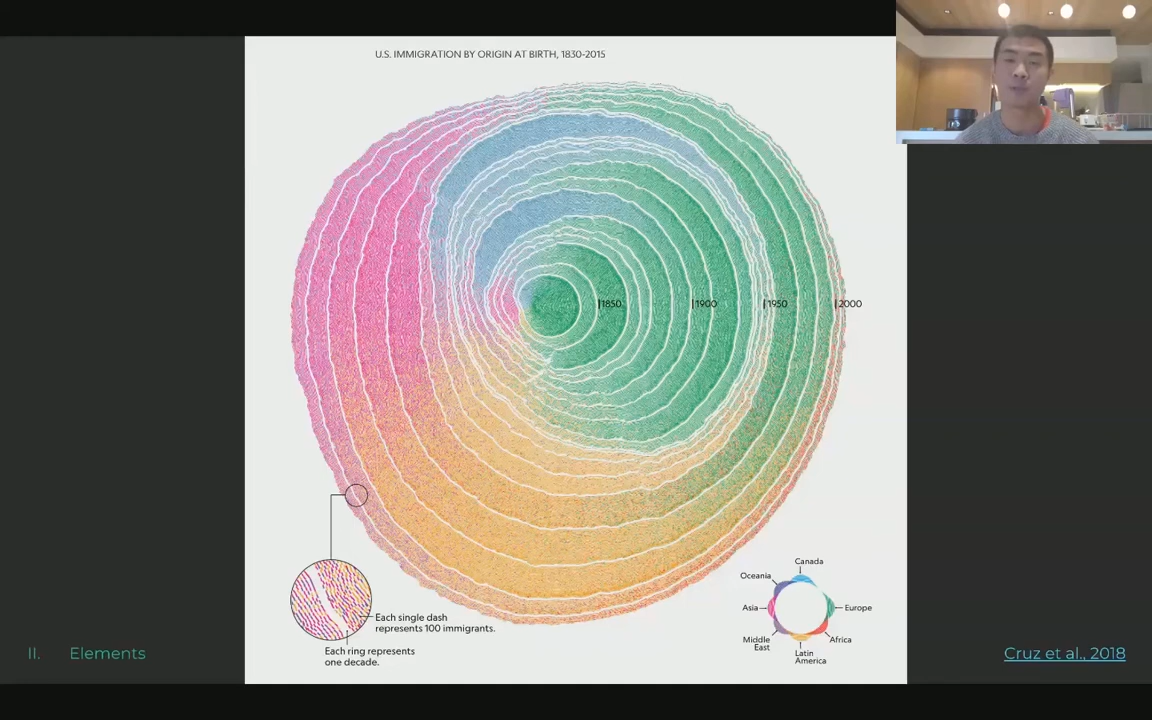 U.S. IMMIGRATION BY ORIGIN AT BIRTH, 1830-2015
|1850
|1900
|1950
|2000
Canada
Oceania
Asia
Europe
Middle
East
Africa
Latin
America
Each single dash
represents 100 immigrants.
Each ring represents
one decade.
II. Elements
Cruz et al., 2018